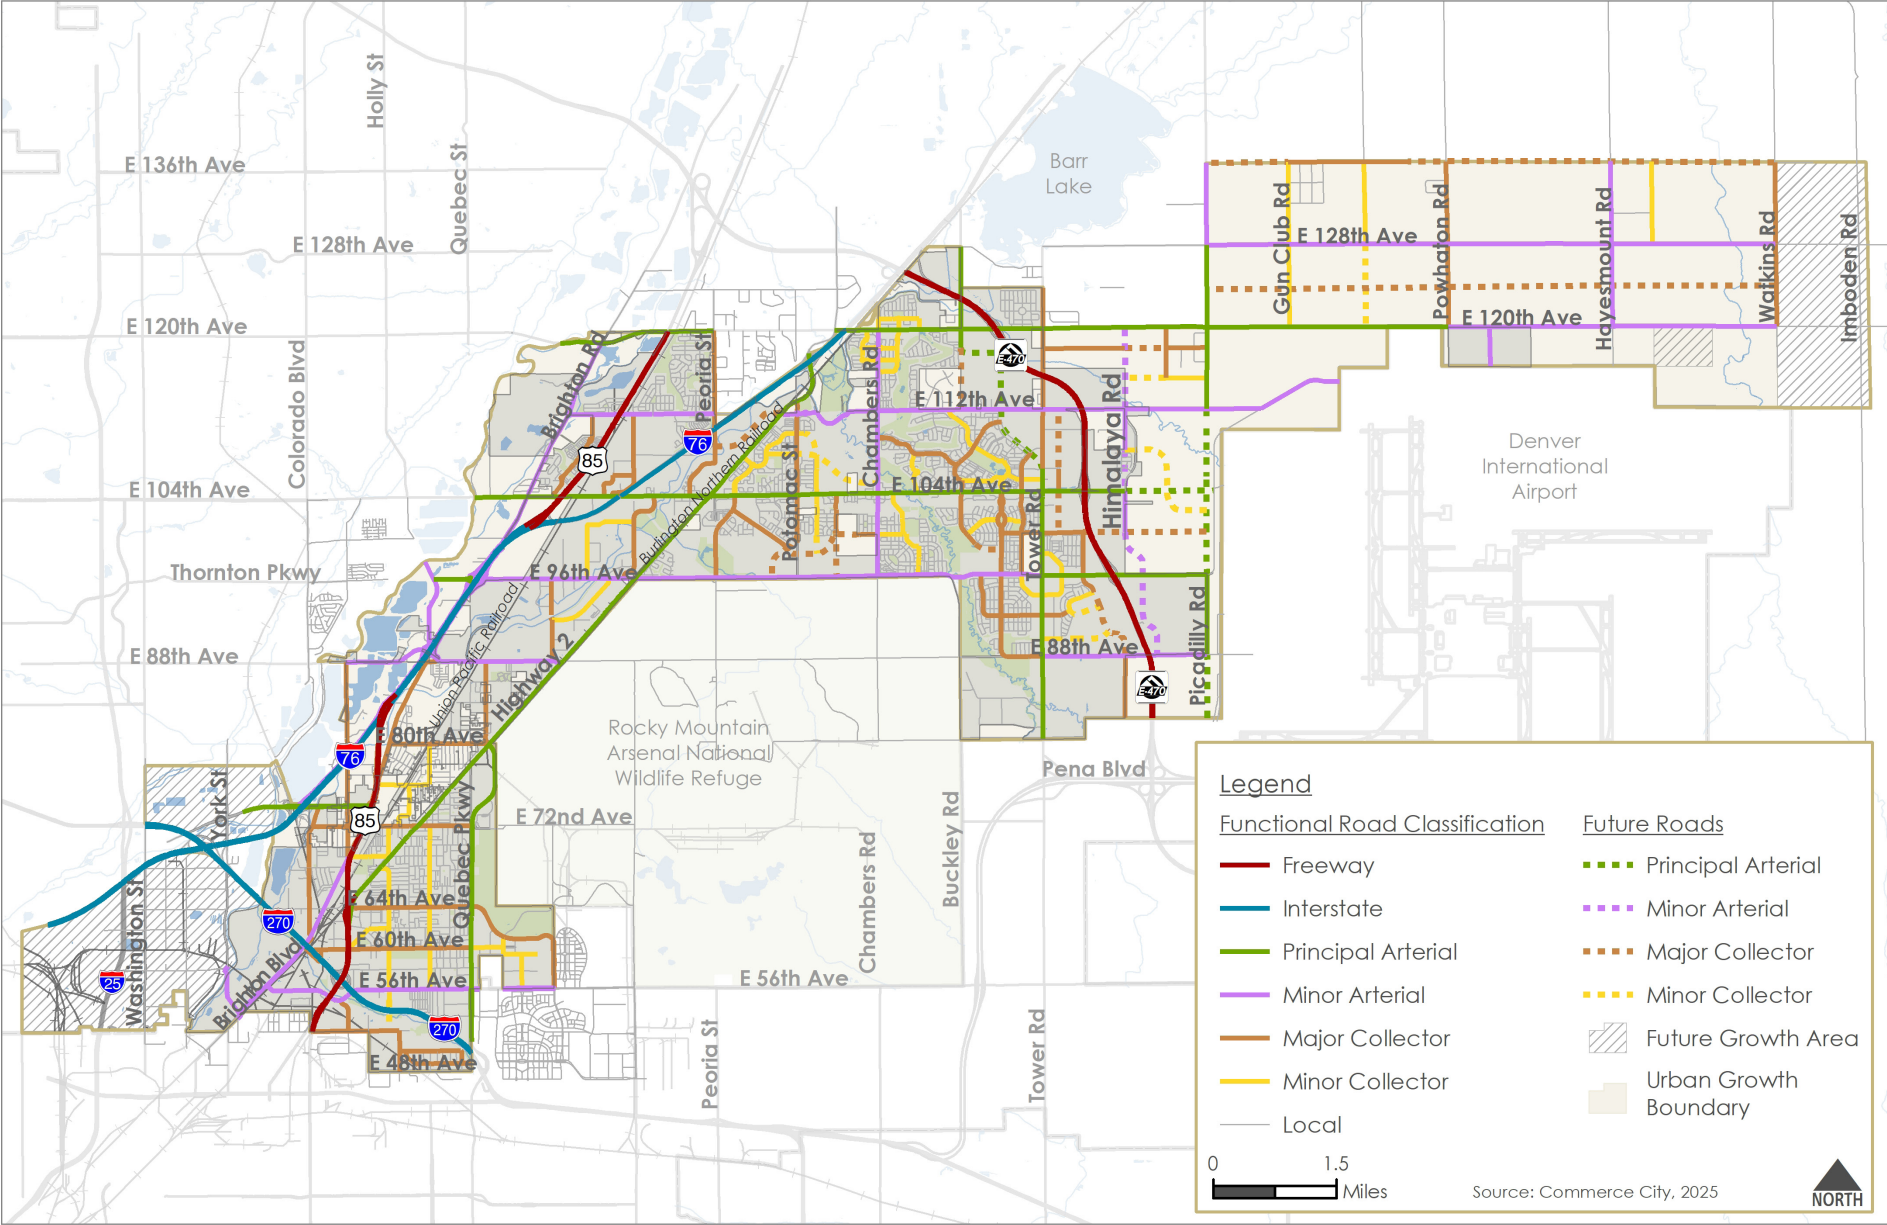 Holly St
E 136th Ave
Quebec St
Barr
Lake
E 128th Ave
Gun Club Rd
E 128th Ave
Powhaton Rd
Hayesmount Rd
Watkins Rd
Imboden Rd
E 120th Ave
E 120th Ave
Colorado Blvd
Brighton Rd
Peoria St
Chambers Rd
E-470
Himalaya Rd
E 112th Ave
76
85
Burlington Northern Railroad
Potomac St
Denver
International
Airport
E 104th Ave
E 104th Ave
Tower Rd
Thornton Pkwy
E 96th Ave
Union Pacific Railroad
Highway 2
E 88th Ave
E 88th Ave
Picadilly Rd
E-470
Rocky Mountain
Arsenal National
Wildlife Refuge
E 80th Ave
76
Pena Blvd
York St
85
Quebec Pkwy
E 72nd Ave
Chambers Rd
Buckley Rd
Washington St
E 64th Ave
270
E 60th Ave
Brighton Blvd
25
E 56th Ave
E 56th Ave
270
E 48th Ave
Peoria St
Tower Rd
Legend
Functional Road Classification
Freeway
Interstate
Principal Arterial
Minor Arterial
Major Collector
Minor Collector
Local
Future Roads
Principal Arterial
Minor Arterial
Major Collector
Minor Collector
Future Growth Area
Urban Growth
Boundary
0 1.5
Miles
Source: Commerce City, 2025
NORTH